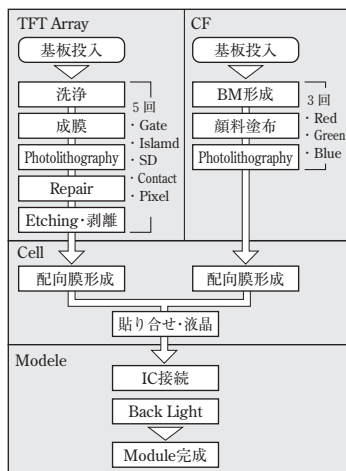 TFT Array
基板投入
洗浄
成膜
Photolithography
Repair
Etching・剥離
5 回
・Gate
・Islamd
・SD
・Contact
・Pixel
CF
基板投入
BM形成
顔料塗布
Photolithography
3 回
・Red
・Green
・Blue
Cell
配向膜形成
配向膜形成
貼り合せ・液晶
Modele
IC接続
Back Light
Module完成